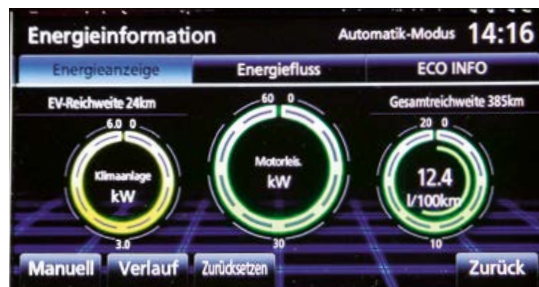 Energieinformation Automatik-Modus 14:16
Energieanzeige Energiefluss ECO INFO
EV-Reichweite 24km Gesamtreichweite 385km
6.0 0 60 0 20 0
Klimaanlage Motorleis. 12.4
kW kW l/100km
3.0 30 10
Manuell Verlauf Zurücksetzen Zurück